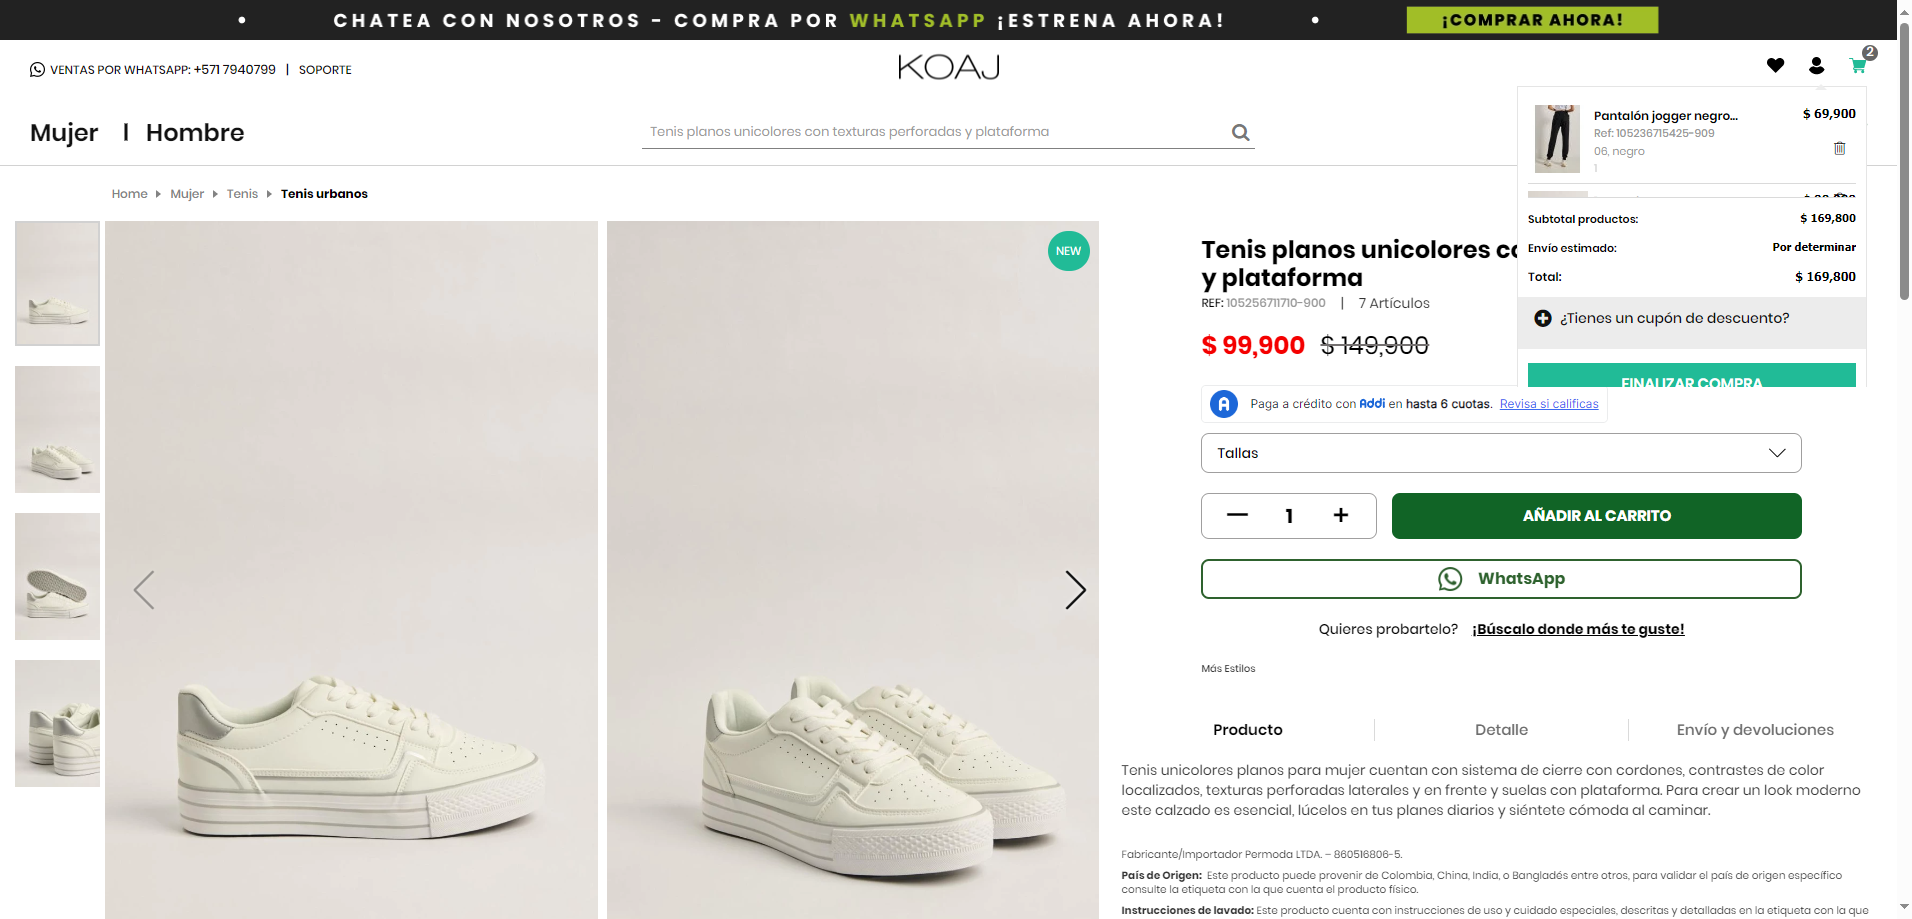 CHATEA CON NOSOTROS - COMPRA POR WHATSAPP ¡ESTRENA AHORA!
¡COMPRAR AHORA!
VENTAS POR WHATSAPP: +571 7940799 | SOPORTE
KOAJ
2
Mujer | Hombre
Tenis planos unicolores con texturas perforadas y plataforma
Pantalón jogger negro...
$ 69,900
Ref: 105236715425-909
06, negro
1
Subtotal productos:
$ 169,800
Envío estimado:
Por determinar
Total:
$ 169,800
¿Tienes un cupón de descuento?
FINALIZAR COMPRA
Home Mujer Tenis Tenis urbanos
NEW
Tenis planos unicolores
y plataforma
REF: 105256711710-900 | 7 Artículos
$ 99,900 $ 149,900
Paga a crédito con Addi en hasta 6 cuotas. Revisa si calificas
Tallas
1
AÑADIR AL CARRITO
WhatsApp
Quieres probartelo? ¡Búscalo donde más te guste!
Más Estilos
Producto
Detalle
Envío y devoluciones
Tenis unicolores planos para mujer cuentan con sistema de cierre con cordones, contrastes de color
localizados, texturas perforadas laterales y en frente y suelas con plataforma. Para crear un look moderno
este calzado es esencial, lúcelos en tus planes diarios y siéntete cómoda al caminar.
Fabricante/Importador Permoda LTDA. – 860516806-5.
País de Origen: Este producto puede provenir de Colombia, China, India, o Bangladés entre otros, para validar el país de origen específico
consulte la etiqueta con la que cuenta el producto físico.
Instrucciones de lavado: Este producto cuenta con instrucciones de uso y cuidado especiales, descritas y detalladas en la etiqueta con la que